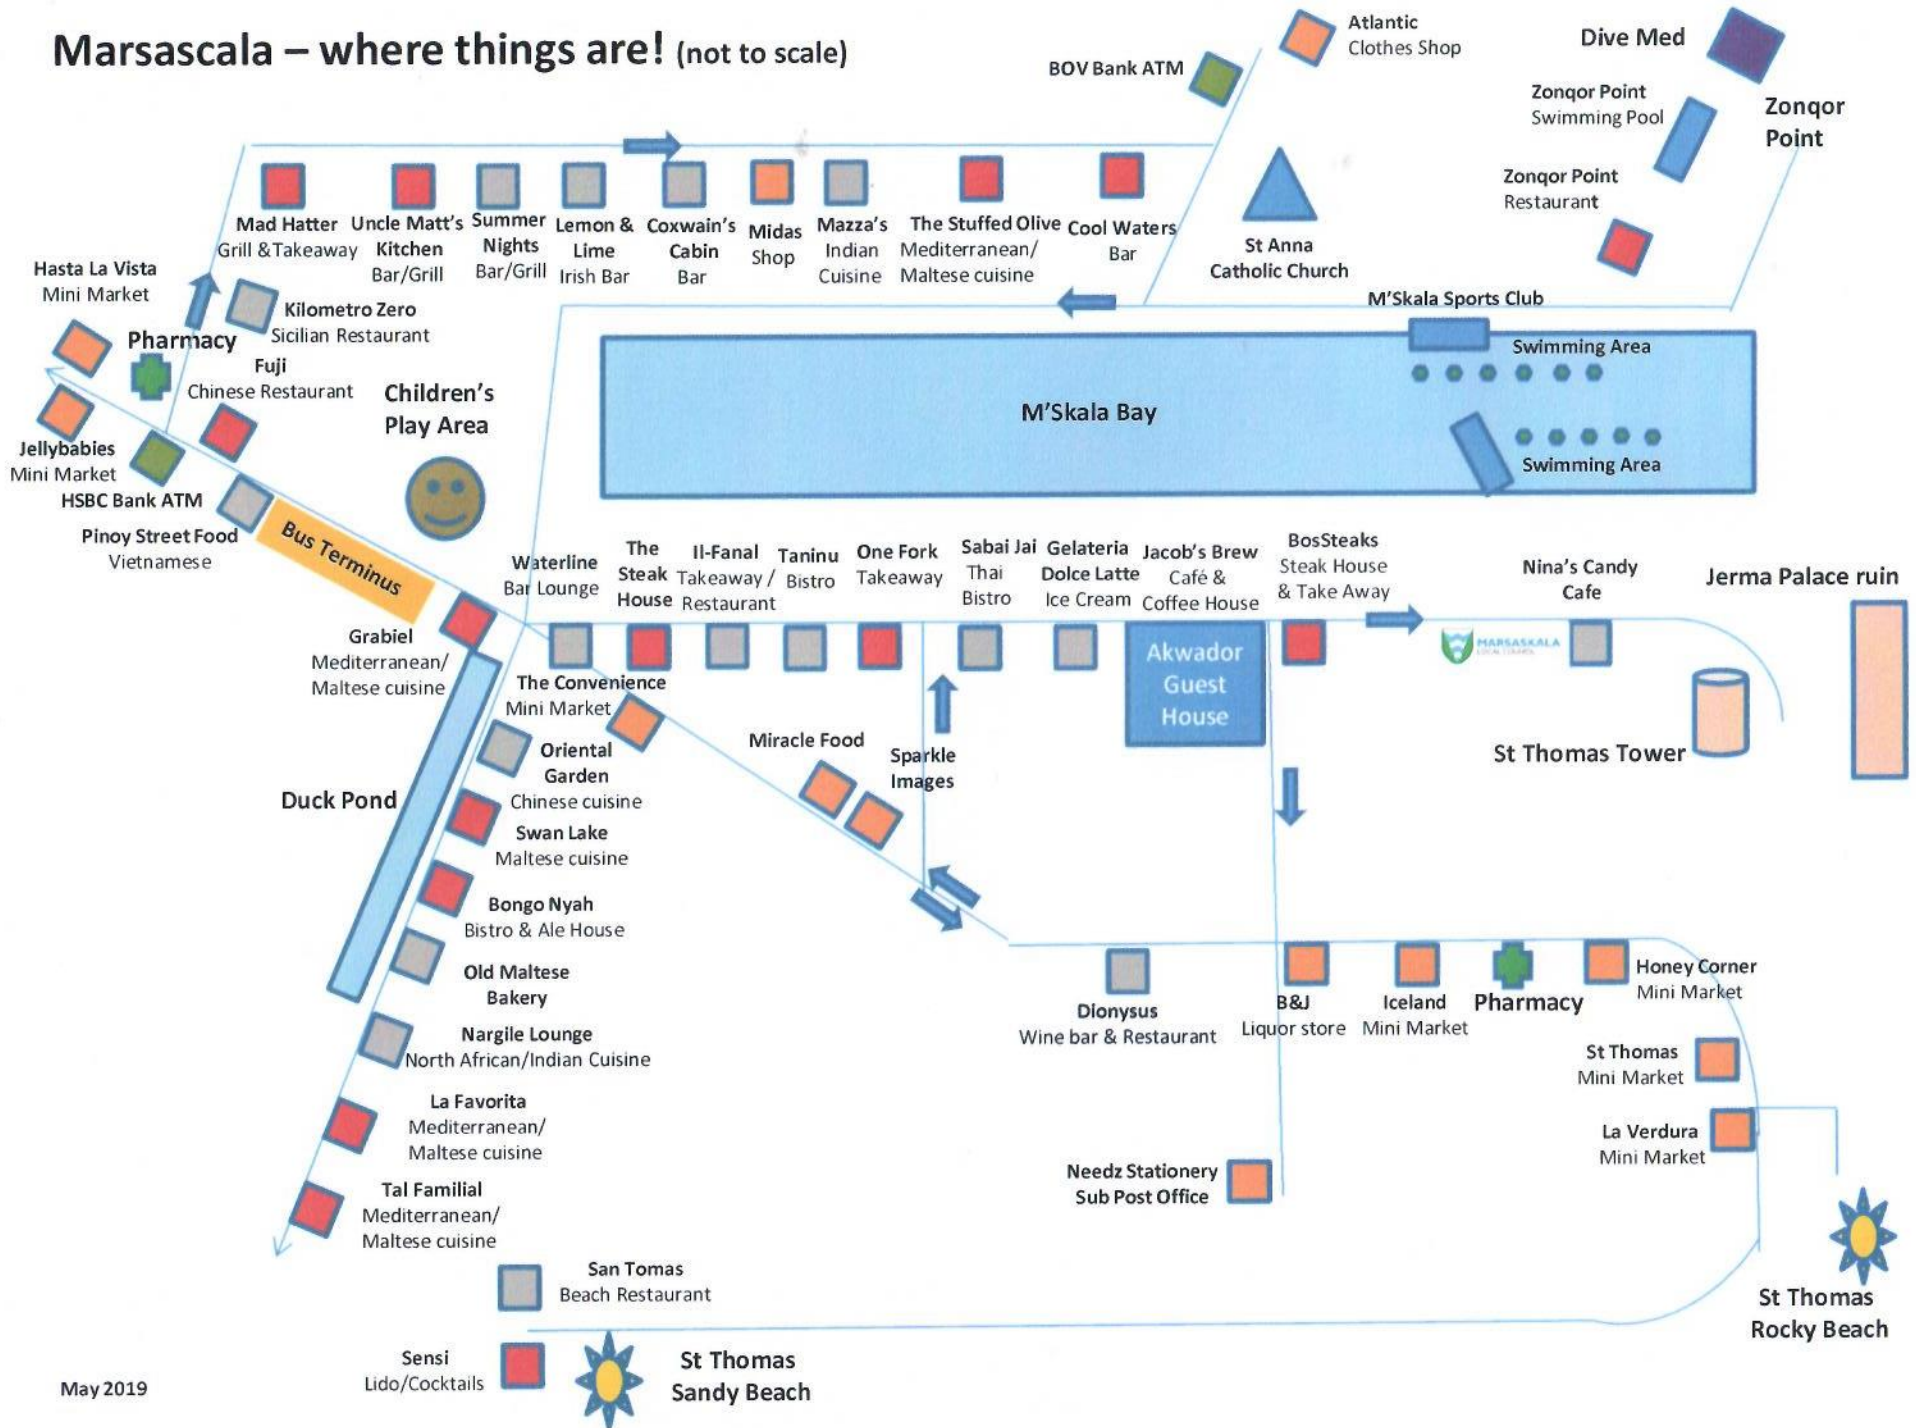 Marsascala – where things are! (not to scale)
Atlantic
Clothes Shop
BOV Bank ATM
Dive Med
Zonqor Point
Swimming Pool
Zonqor
Point
Zonqor Point
Restaurant
Mad Hatter
Grill & Takeaway
Uncle Matt's
Kitchen
Bar/Grill
Summer
Nights
Bar/Grill
Lemon &
Lime
Irish Bar
Coxwain's
Cabin
Bar
Midas
Shop
Mazza's
Indian
Cuisine
The Stuffed Olive
Mediterranean/
Maltese cuisine
Cool Waters
Bar
St Anna
Catholic Church
Hasta La Vista
Mini Market
Kilometro Zero
Sicilian Restaurant
Pharmacy
Fuji
Chinese Restaurant
Children's
Play Area
M'Skala Sports Club
Swimming Area
M'Skala Bay
Swimming Area
Jellybabies
Mini Market
HSBC Bank ATM
Pinoy Street Food
Vietnamese
Bus Terminus
Waterline
Bar Lounge
The
Steak
House
Il-Fanal
Takeaway /
Restaurant
Taninu
Bistro
One Fork
Takeaway
Sabai Jai
Thai
Bistro
Gelateria
Dolce Latte
Ice Cream
Jacob's Brew
Café &
Coffee House
BosSteaks
Steak House
& Take Away
Nina's Candy
Cafe
Jerma Palace ruin
Grabiel
Mediterranean/
Maltese cuisine
Akwador
Guest
House
MARSASKALA
LOCAL COUNCIL
The Convenience
Mini Market
Miracle Food
Sparkle
Images
St Thomas Tower
Oriental
Garden
Chinese cuisine
Duck Pond
Swan Lake
Maltese cuisine
Bongo Nyah
Bistro & Ale House
Old Maltese
Bakery
Nargile Lounge
North African/Indian Cuisine
La Favorita
Mediterranean/
Maltese cuisine
Tal Familial
Mediterranean/
Maltese cuisine
Dionysus
Wine bar & Restaurant
B&J
Liquor store
Iceland
Mini Market
Pharmacy
Honey Corner
Mini Market
St Thomas
Mini Market
La Verdura
Mini Market
Needz Stationery
Sub Post Office
San Tomas
Beach Restaurant
St Thomas
Rocky Beach
Sensi
Lido/Cocktails
St Thomas
Sandy Beach
May 2019